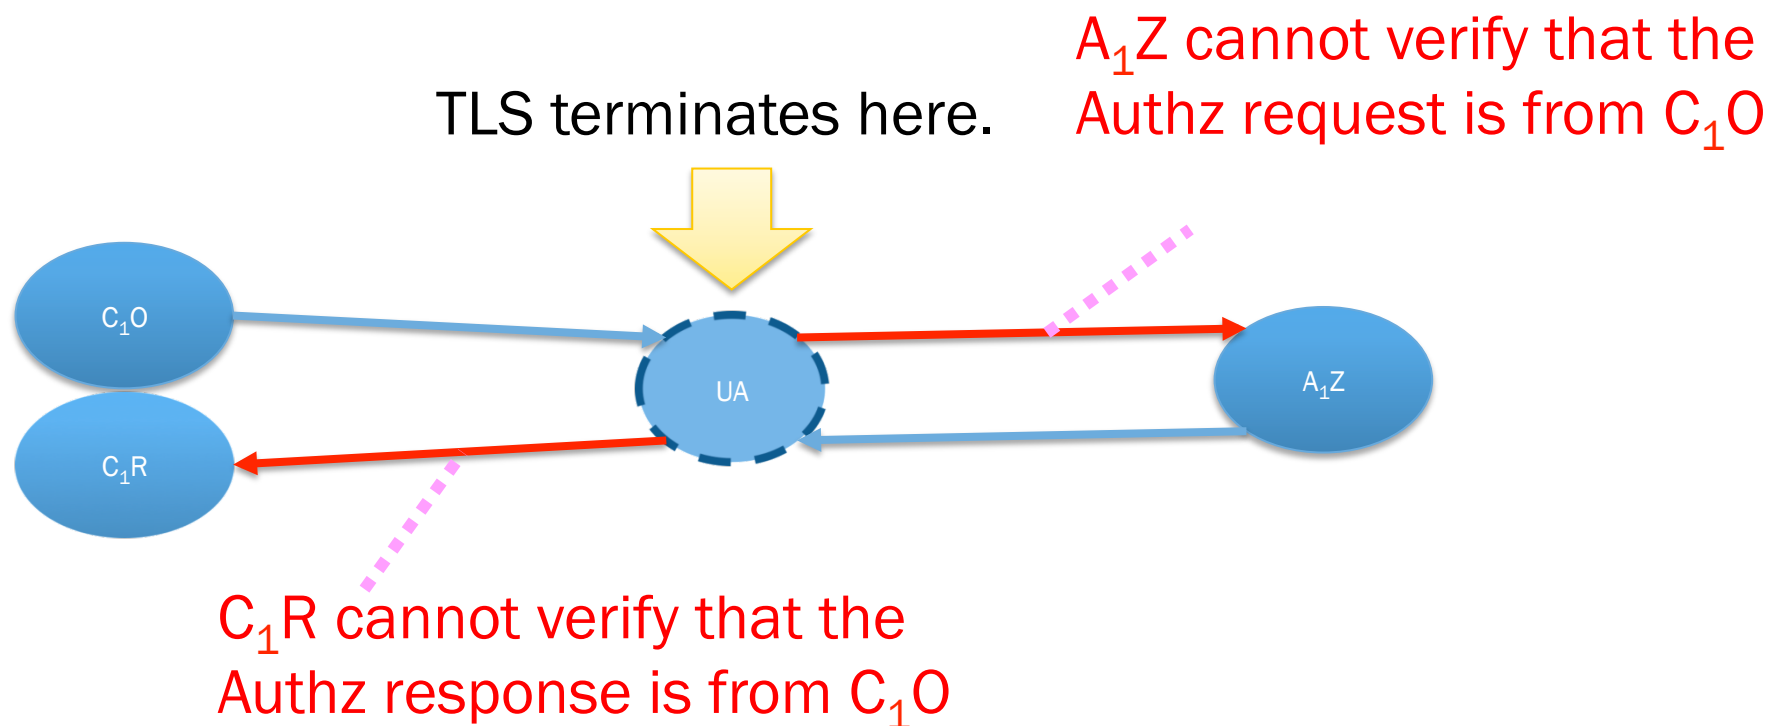 A₁Z cannot verify that the
Authz request is from C₁O
TLS terminates here.
C₁O
UA
A₁Z
C₁R
C₁R cannot verify that the
Authz response is from C₁O